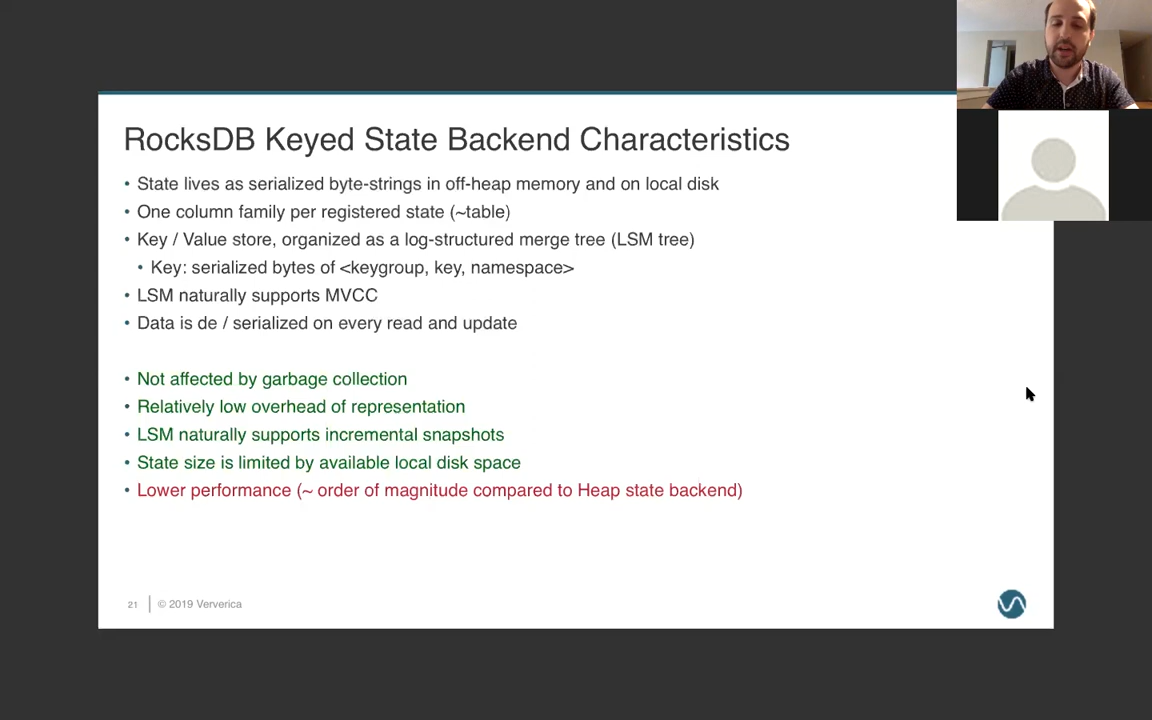 RocksDB Keyed State Backend Characteristics
• State lives as serialized byte-strings in off-heap memory and on local disk
• One column family per registered state (~table)
• Key / Value store, organized as a log-structured merge tree (LSM tree)
• Key: serialized bytes of <keygroup, key, namespace>
• LSM naturally supports MVCC
• Data is de / serialized on every read and update
• Not affected by garbage collection
• Relatively low overhead of representation
• LSM naturally supports incremental snapshots
• State size is limited by available local disk space
• Lower performance (~ order of magnitude compared to Heap state backend)
21 | © 2019 Ververica